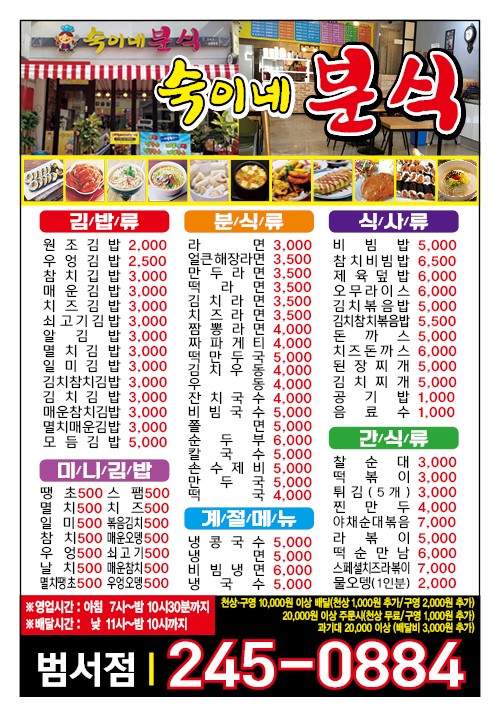 숙이네분식
숙이네 분식
김/밥/류
원조김밥 2,000
우엉김밥 2,500
참치김밥 3,000
매운김밥 3,000
치즈김밥 3,000
쇠고기김밥 3,000
알김밥 3,000
멸치김밥 3,000
일미김밥 3,000
김치참치김밥 3,000
김치김밥 3,000
매운참치김밥 3,000
멸치매운김밥 3,000
모듬김밥 5,000
미/니/김/밥
땡초500 스팸500
멸치500 치즈500
일미500 볶음김치500
참치500 매운오뎅500
우엉500 쇠고기500
날치500 매운참치500
멸치땡초500 우엉오뎅500
분/식/류
라면 3,000
얼큰해장라면 3,500
만두라면 3,500
떡라면 3,500
김치라면 3,500
치즈라면 3,500
짬뽕라면 4,000
짜파게티 4,000
떡만두국 5,000
김치우동 4,000
우동 4,000
잔치국수 4,000
비빔국수 5,000
쫄면 5,000
순두부 6,000
칼국수 5,000
손수제비 5,000
만두국 5,000
떡국 4,000
계/절/메/뉴
냉콩국수 5,000
냉면 5,000
비빔냉면 6,000
냉국수 5,000
식/사/류
비빔밥 5,000
참치비빔밥 6,500
제육덮밥 6,000
오무라이스 6,000
김치볶음밥 5,000
김치참치볶음밥 5,500
돈까스 5,000
치즈돈까스 6,000
된장찌개 5,000
김치찌개 5,000
공기밥 1,000
음료수 1,000
간/식/류
찰순대 3,000
떡볶이 3,000
튀김(5개) 3,000
찐만두 4,000
야채순대볶음 7,000
라볶이 5,000
떡순만남 6,000
스페셜치즈라볶이 7,000
물오뎅(1인분) 2,000
※영업시간 : 아침 7시~밤 10시30분까지
※배달시간 : 낮 11시~밤 10시까지
천상·구영 10,000원 이상 배달(천상 1,000원 추가/구영 2,000원 추가)
20,000원 이상 주문시(천상 무료/구영 1,000원 추가)
과기대 20,000 이상 (배달비 3,000원 추가)
범서점 | 245-0884